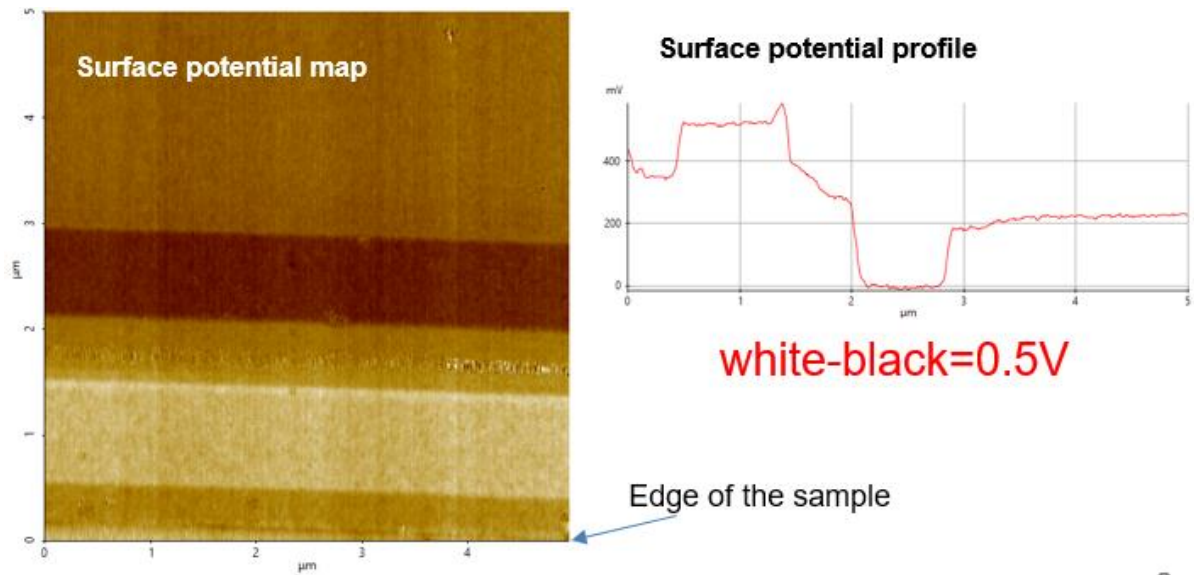 Surface potential map
5
4
3
2
1
0
µm
0
1
2
3
4
µm
Surface potential profile
mV
400
200
0
0
1
2
3
4
5
µm
white-black=0.5V
Edge of the sample